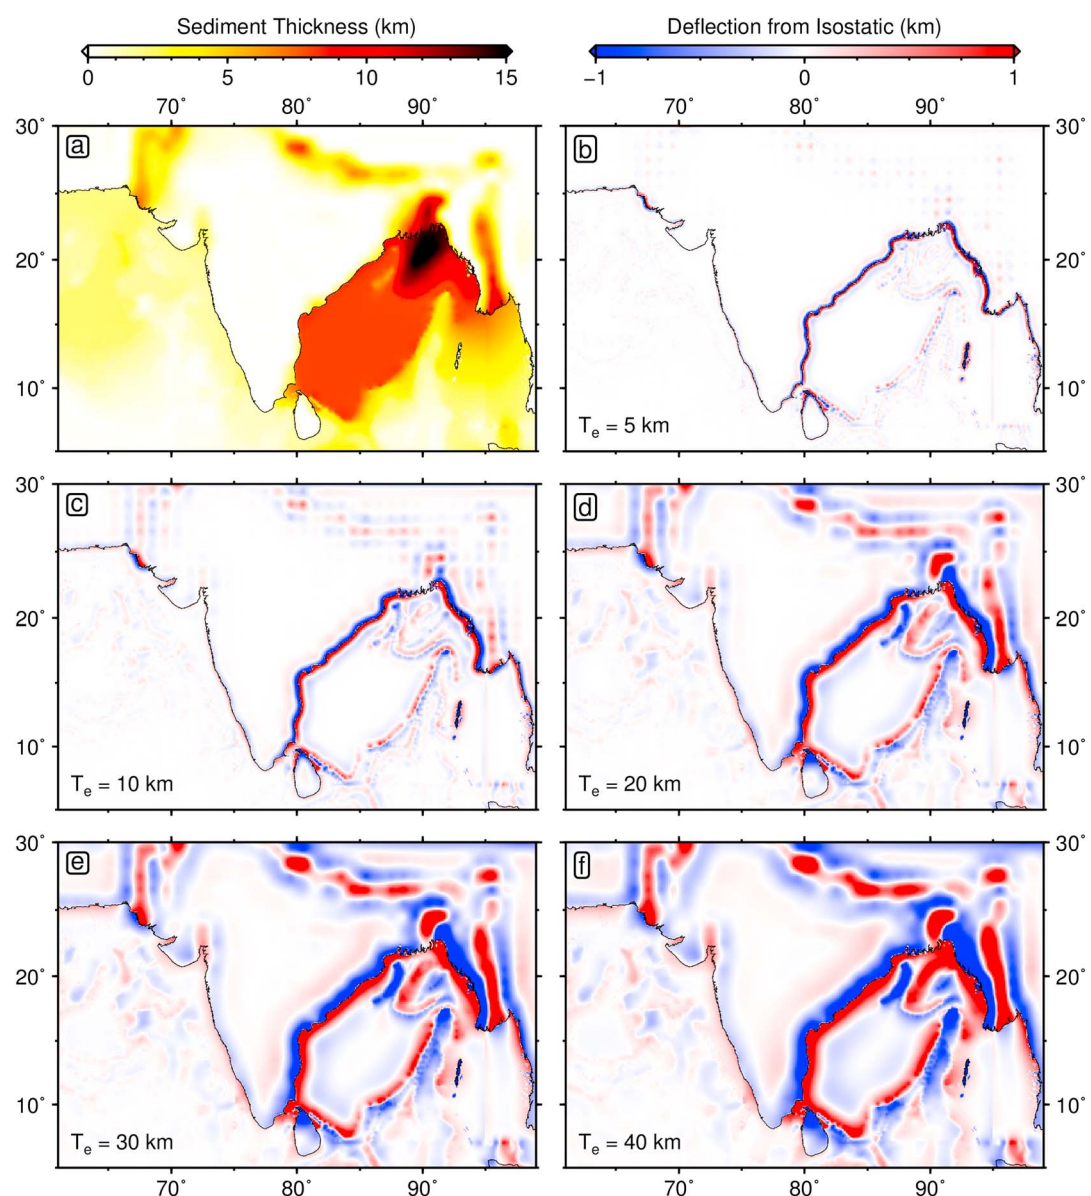 Sediment Thickness (km)
Deflection from Isostatic (km)
0 5 10 15
−1 0 1
70˚ 80˚ 90˚
70˚ 80˚ 90˚
30˚
a
b
30˚
20˚
20˚
10˚
10˚
Te = 5 km
30˚
c
d
30˚
20˚
20˚
10˚
10˚
Te = 10 km
Te = 20 km
30˚
e
f
30˚
20˚
20˚
10˚
10˚
Te = 30 km
Te = 40 km
70˚ 80˚ 90˚
70˚ 80˚ 90˚